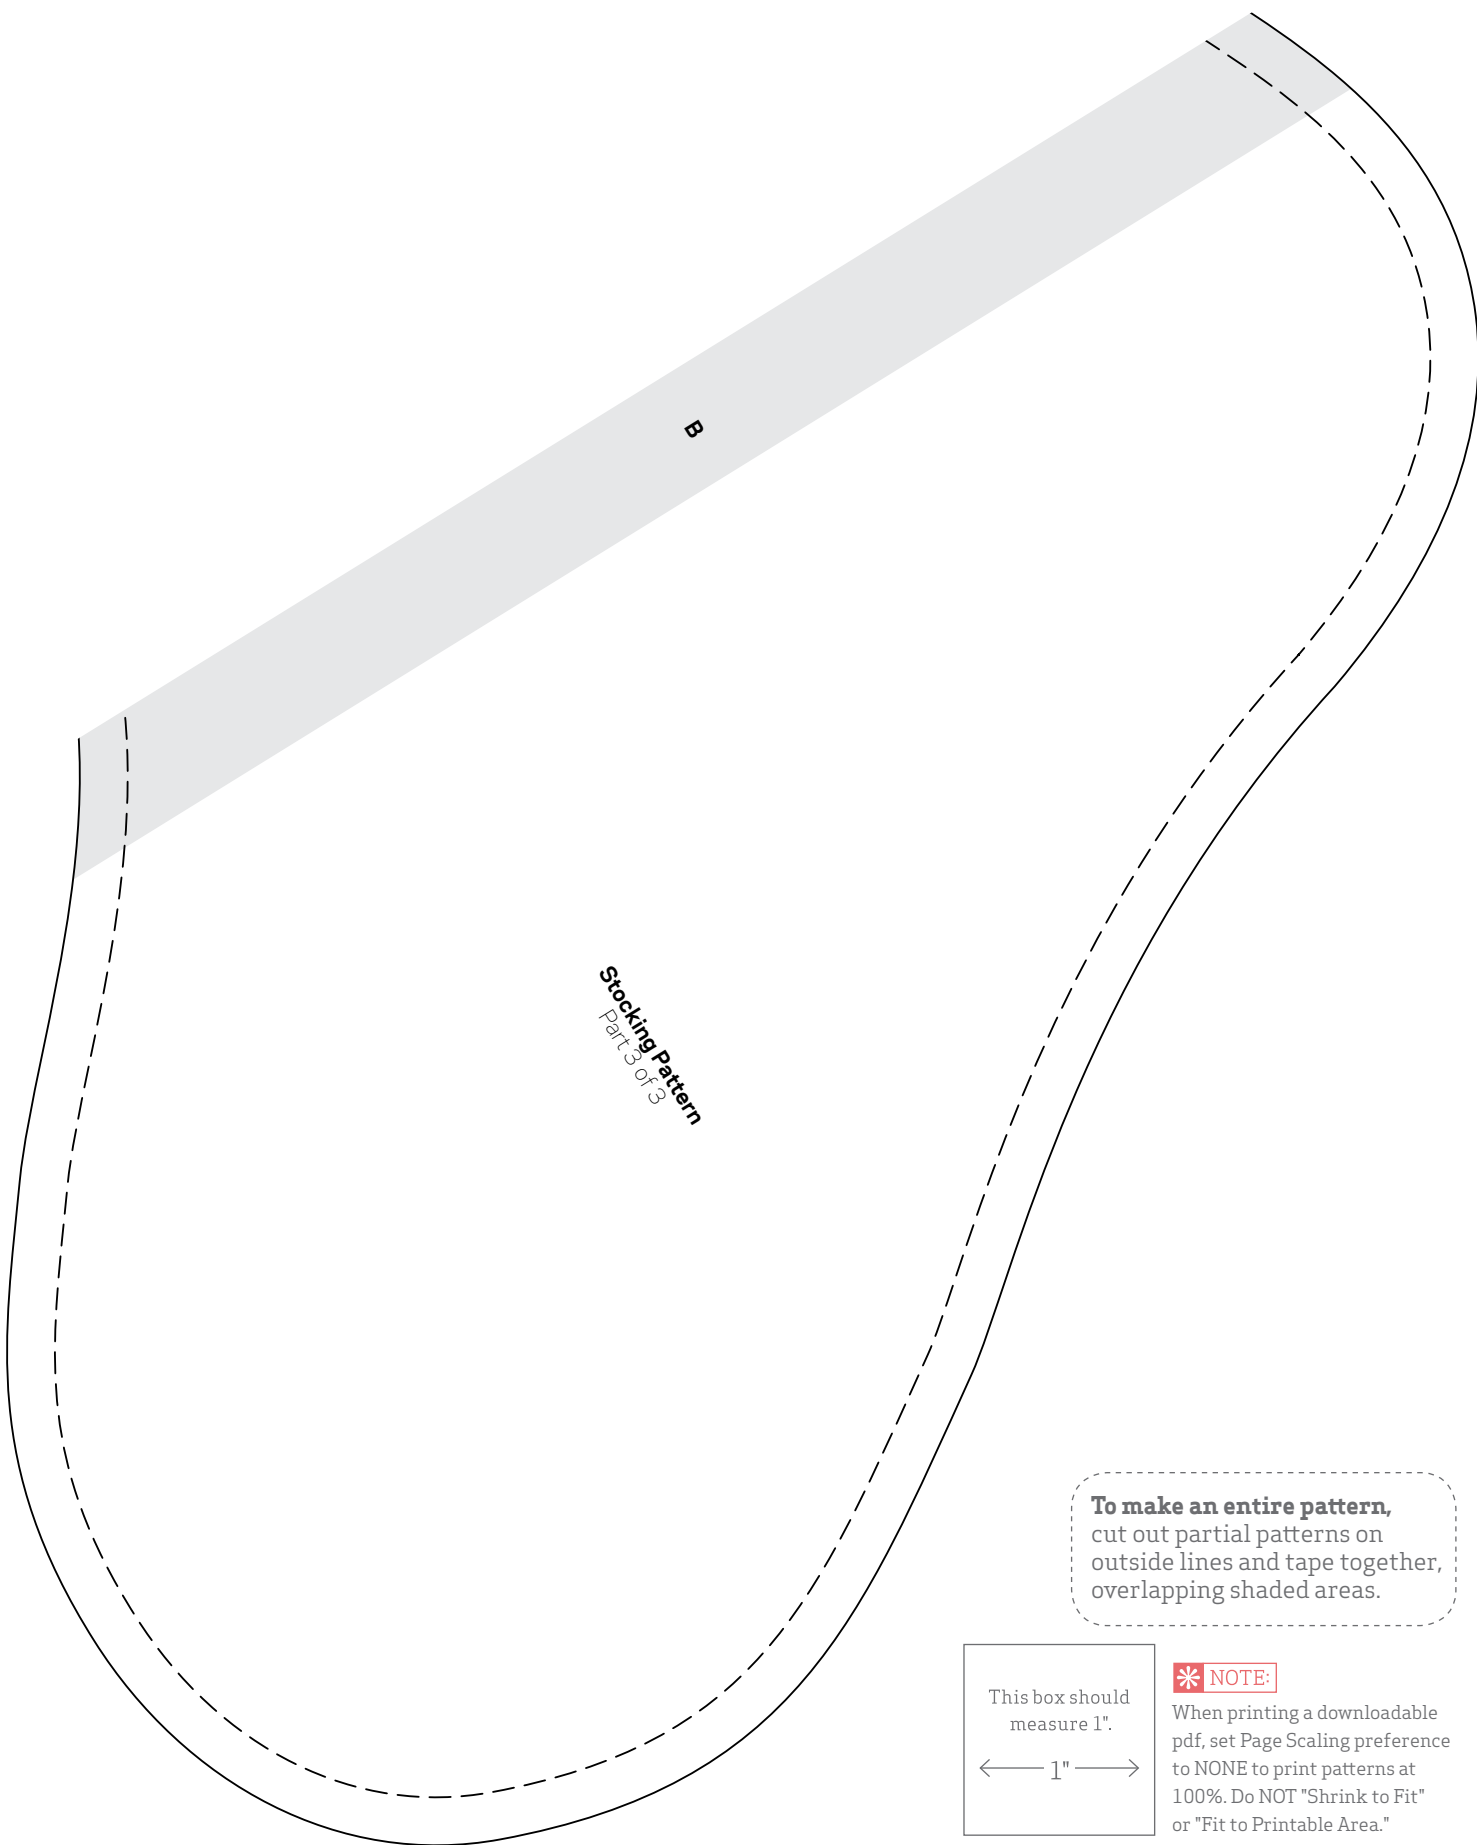 B
Stocking Pattern
Part 3 of 3
To make an entire pattern,
cut out partial patterns on
outside lines and tape together,
overlapping shaded areas.
This box should
measure 1".
1"
NOTE:
When printing a downloadable
pdf, set Page Scaling preference
to NONE to print patterns at
100%. Do NOT "Shrink to Fit"
or "Fit to Printable Area."